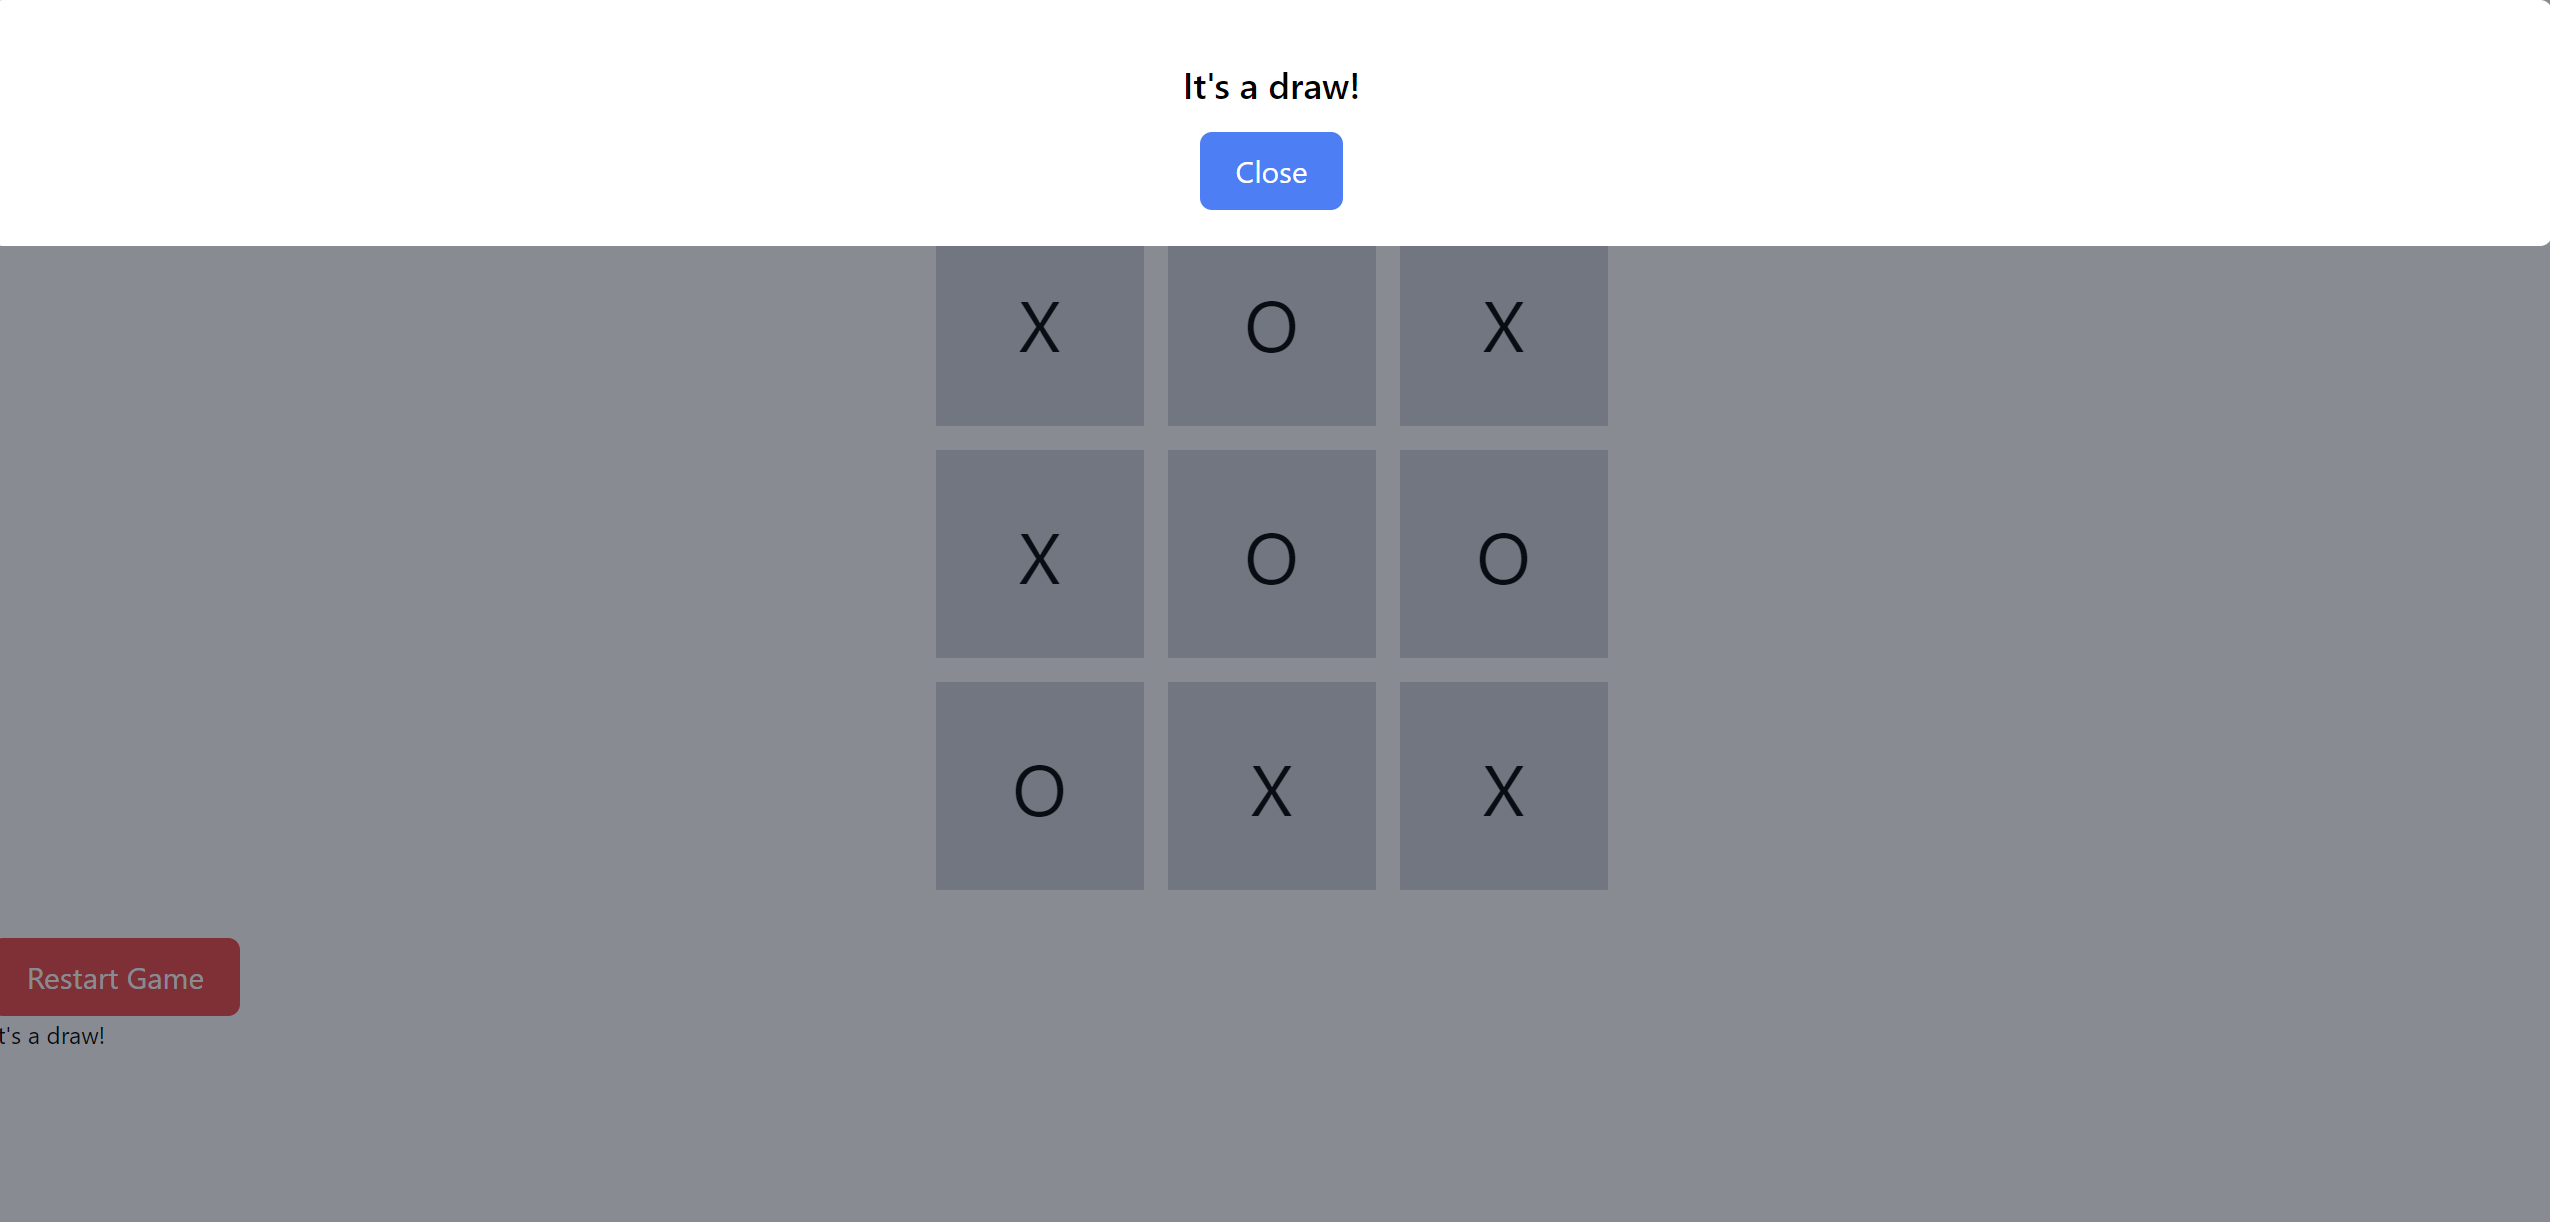 It's a draw!
Close
X O X
X O O
O X X
Restart Game
t's a draw!